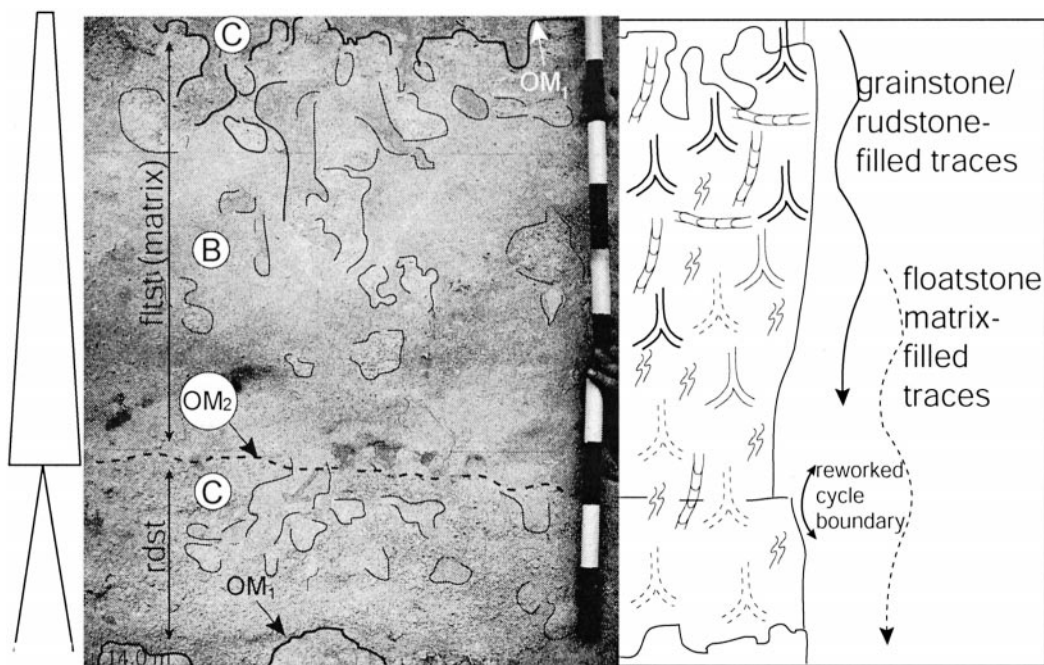 C
OM1
fltst (matrix)
B
OM2
C
rdst
OM1
14.0 m
grainstone/
rudstone-
filled traces
floatstone
matrix-
filled
traces
reworked
cycle
boundary